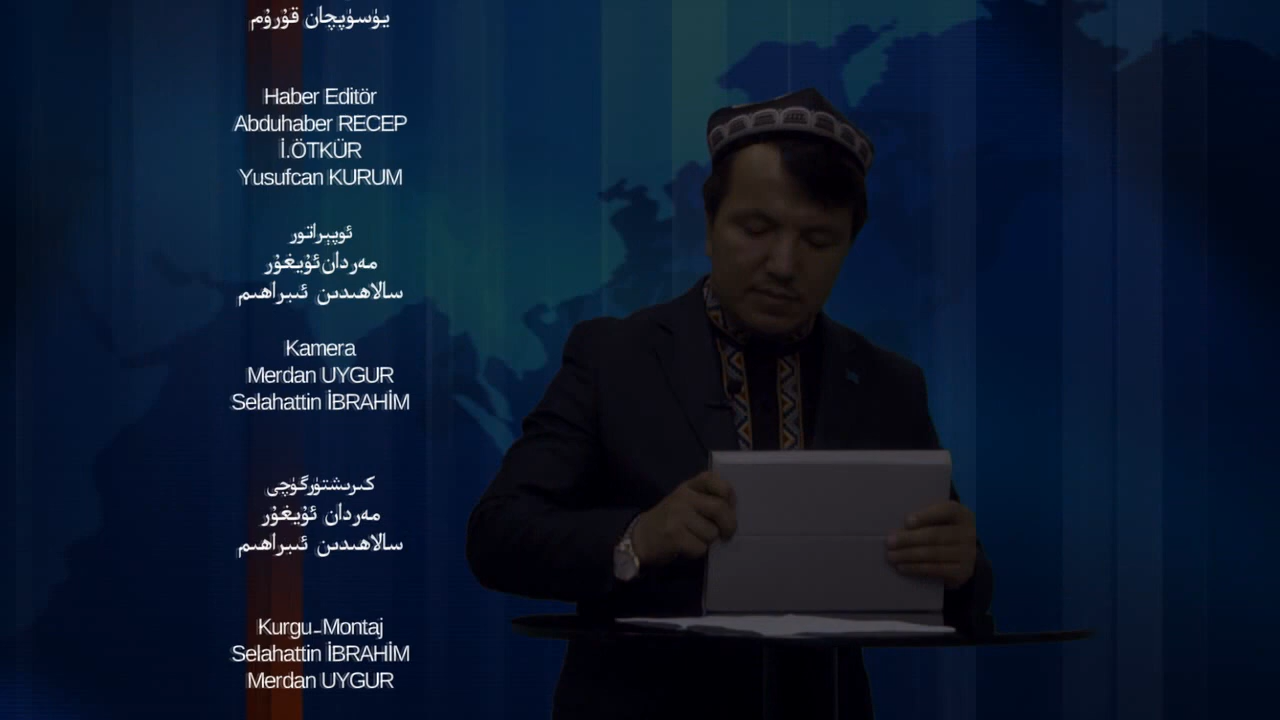 يۈسۈپجان قۇرۇم
Haber Editör
Abduhaber RECEP
İ.ÖTKÜR
Yusufcan KURUM
ئوپېراتور
مەردان ئۇيغۇر
سالاھىدىن ئىبراھىم
Kamera
Merdan UYGUR
Selahattin İBRAHİM
كىرىشتۈرگۈچى
مەردان ئۇيغۇر
سالاھىدىن ئىبراھىم
Kurgu-Montaj
Selahattin İBRAHİM
Merdan UYGUR